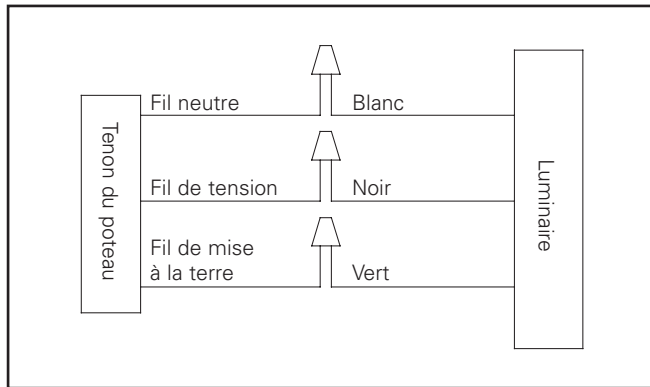 Fil neutre
Blanc
Tenon du poteau
Luminaire
Fil de tension
Noir
Fil de mise
à la terre
Vert